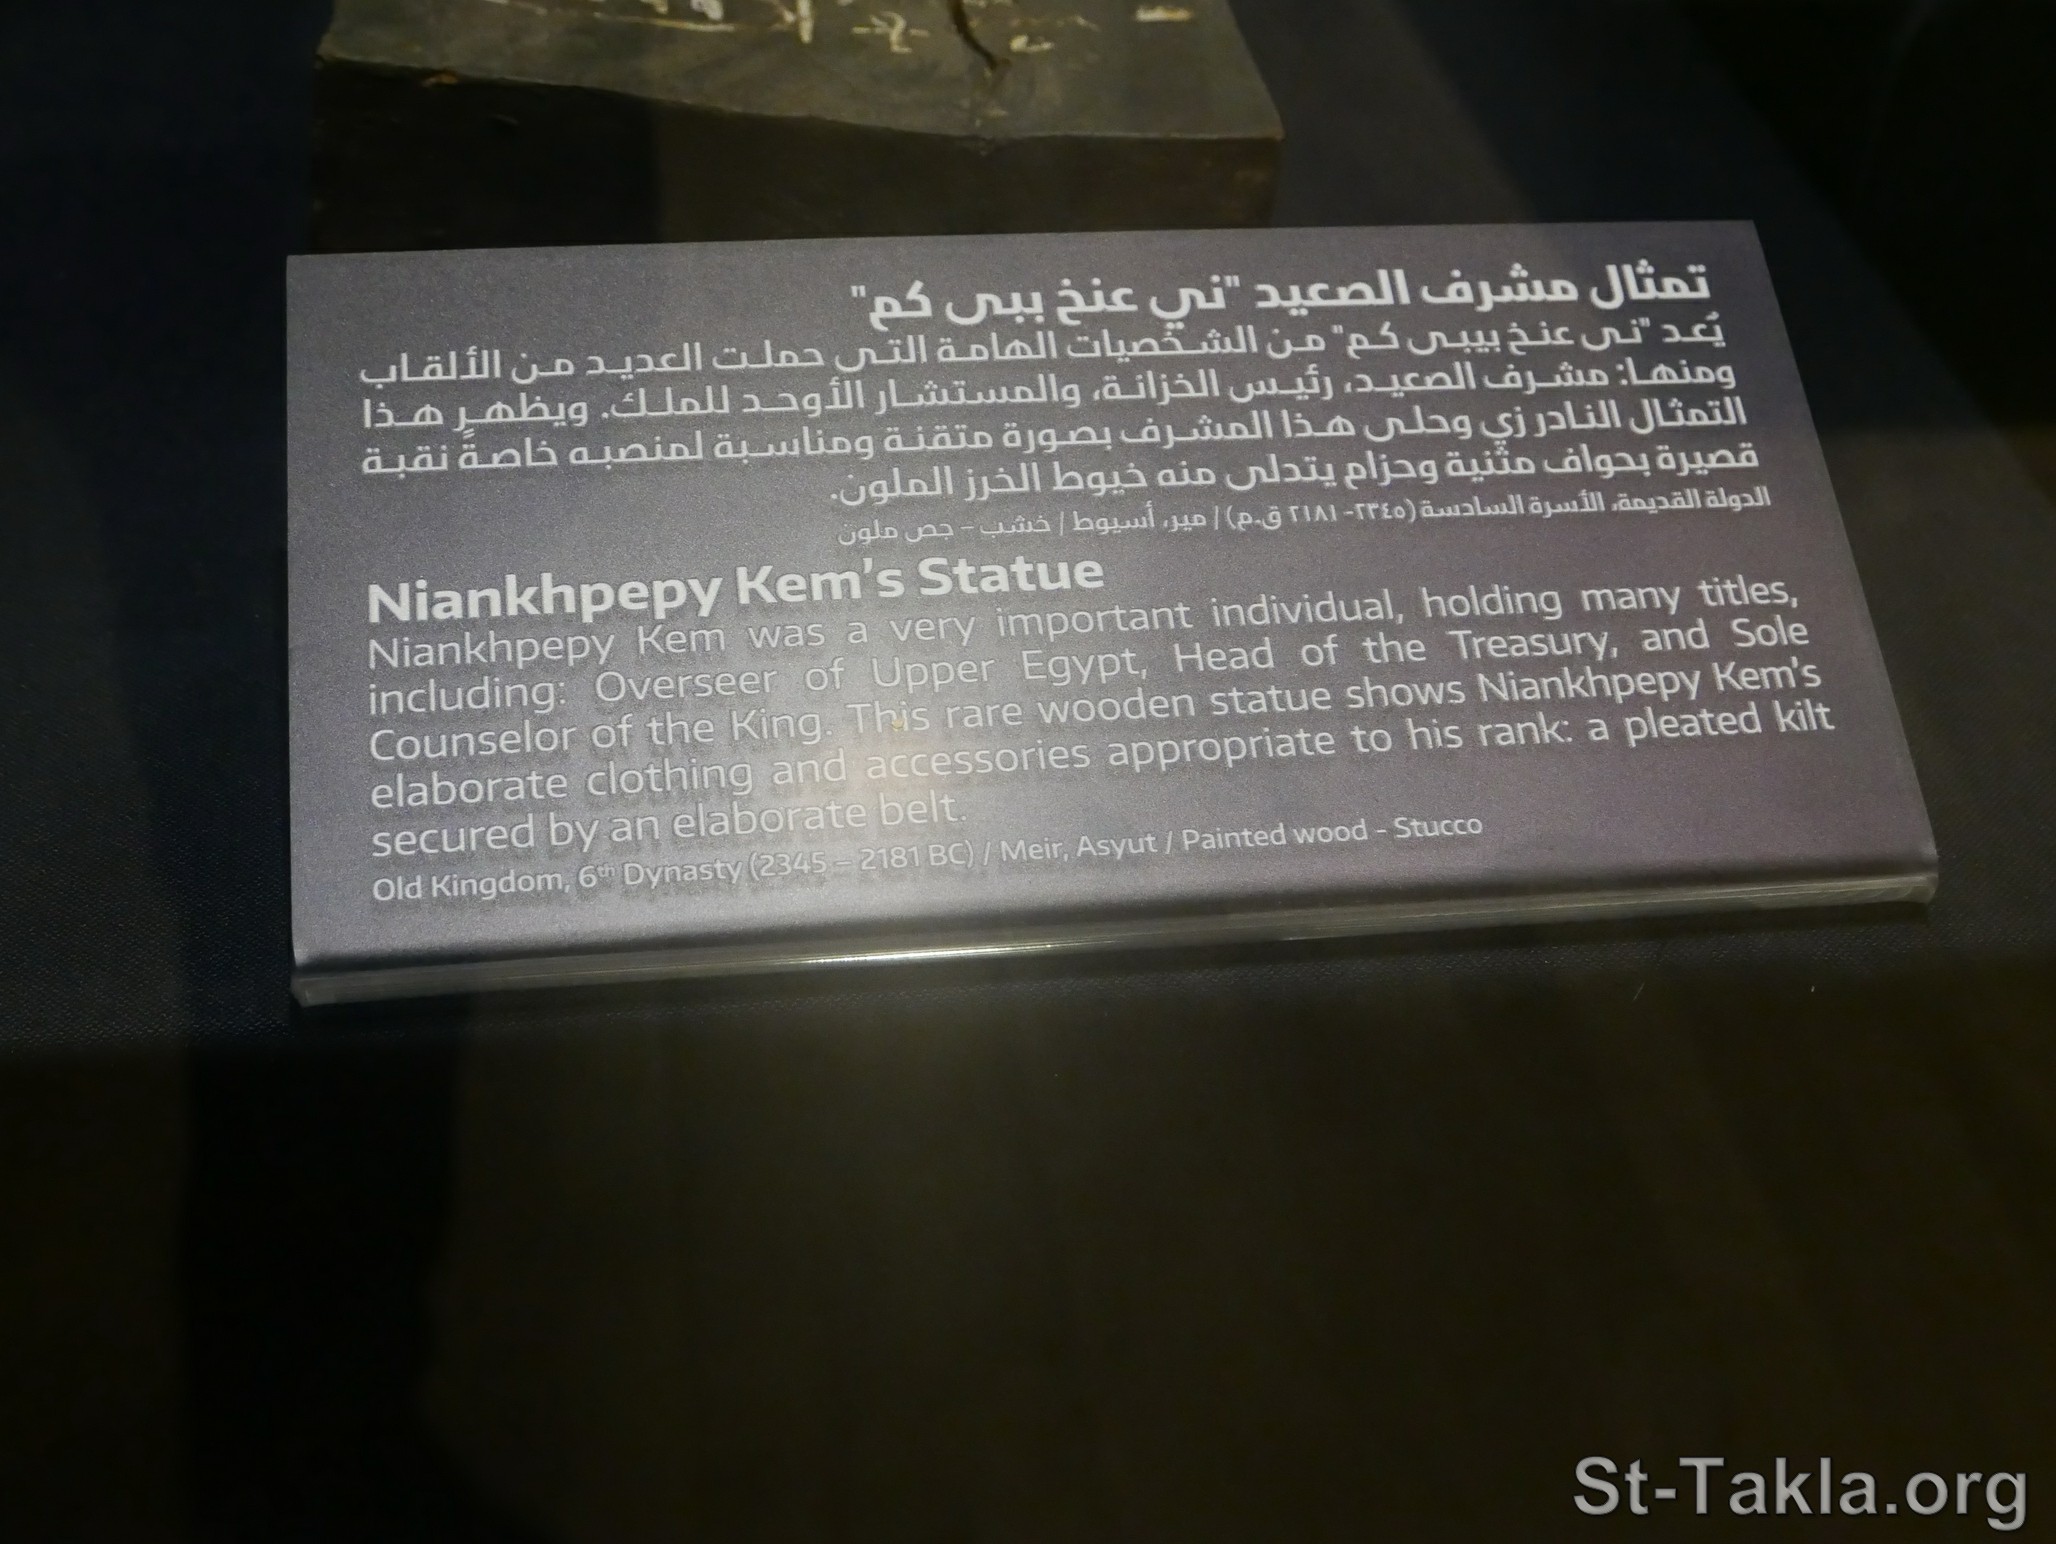 تمثال مشرف الصعيد "ني عنخ ببى كم"
يُعد "نى عنخ بيبى كم" من الشخصيات الهامة التى حملت العديد من الألقاب
ومنها: مشرف الصعيد، رئيس الخزانة، والمستشار الأوحد للملك. ويظهر هذا
التمثال النادر زي وحلى هذا المشرف بصورة متقنة ومناسبة لمنصبه خاصةً نقبة
قصيرة بحواف مثنية وحزام يتدلى منه خيوط الخرز الملون.
الدولة القديمة، الأسرة السادسة (٢٣٤٥- ٢١٨١ ق.م) / مير، أسيوط / خشب - جص ملون
Niankhpepy Kem's Statue
Niankhpepy Kem was a very important individual, holding many titles,
including: Overseer of Upper Egypt, Head of the Treasury, and Sole
Counselor of the King. This rare wooden statue shows Niankhpepy Kem's
elaborate clothing and accessories appropriate to his rank: a pleated kilt
secured by an elaborate belt.
Old Kingdom, 6th Dynasty (2345 – 2181 BC) / Meir, Asyut / Painted wood - Stucco
St-Takla.org